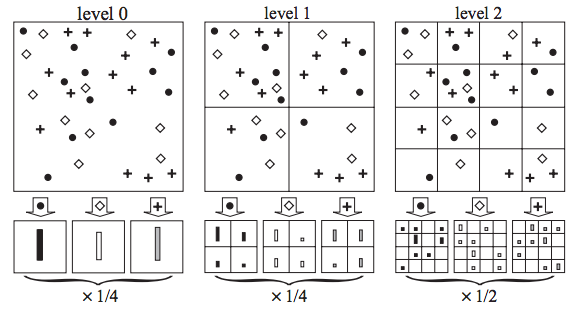 level 0 level 1 level 2
× 1/4 × 1/4 × 1/2